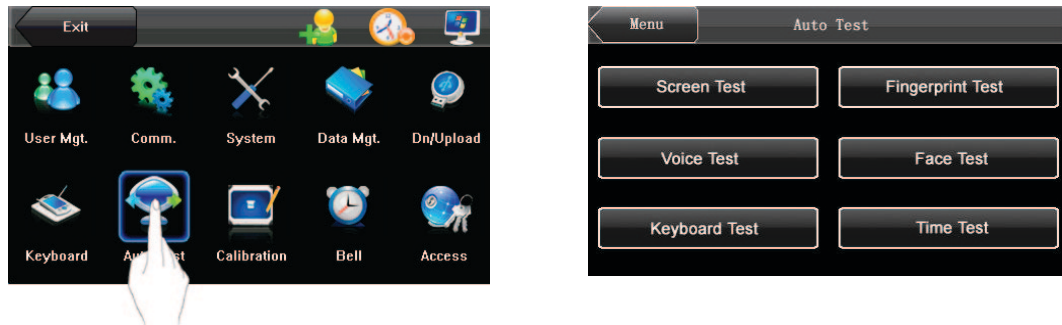 Exit
User Mgt.
Comm.
System
Data Mgt.
Dn/Upload
Keyboard
Calibration
Bell
Access
Menu
Auto Test
Screen Test
Fingerprint Test
Voice Test
Face Test
Keyboard Test
Time Test